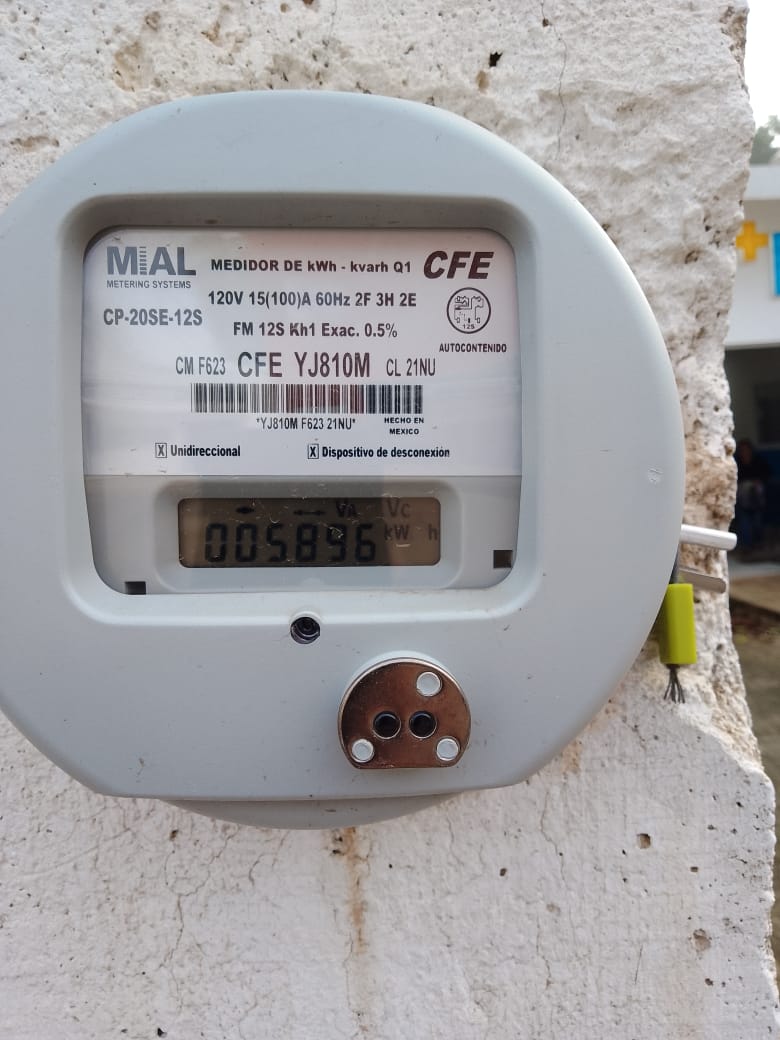 MIAL
METERING SYSTEMS
MEDIDOR DE kWh - kvarh Q1
CFE
120V 15(100)A 60Hz 2F 3H 2E
CP-20SE-12S
FM 12S Kh1 Exac. 0.5%
12S
AUTOCONTENIDO
CM F623 CFE YJ810M CL 21NU
*YJ810M F623 21NU*
HECHO EN
MEXICO
X Unidireccional
X Dispositivo de desconexión
VA Vc
005896 kW h